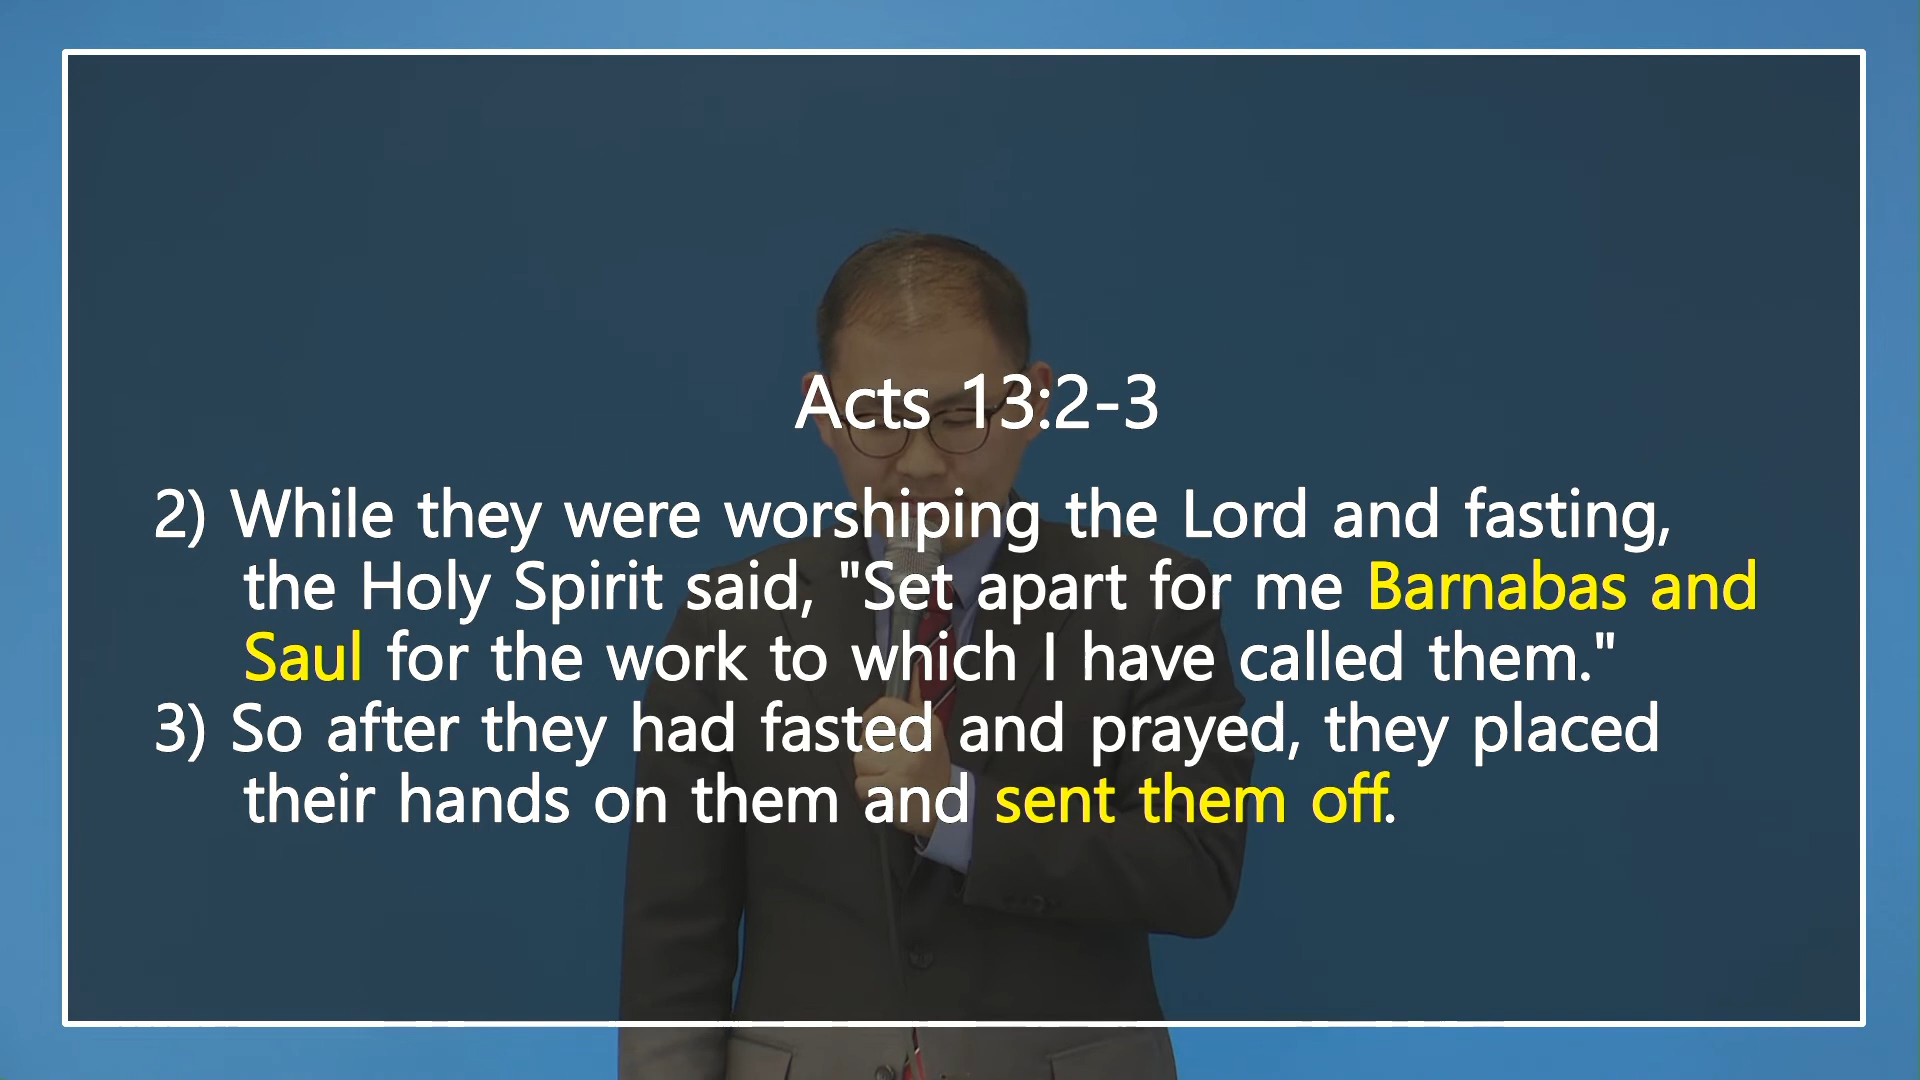 Acts 13:2-3
2) While they were worshiping the Lord and fasting,
the Holy Spirit said, "Set apart for me Barnabas and
Saul for the work to which I have called them."
3) So after they had fasted and prayed, they placed
their hands on them and sent them off.